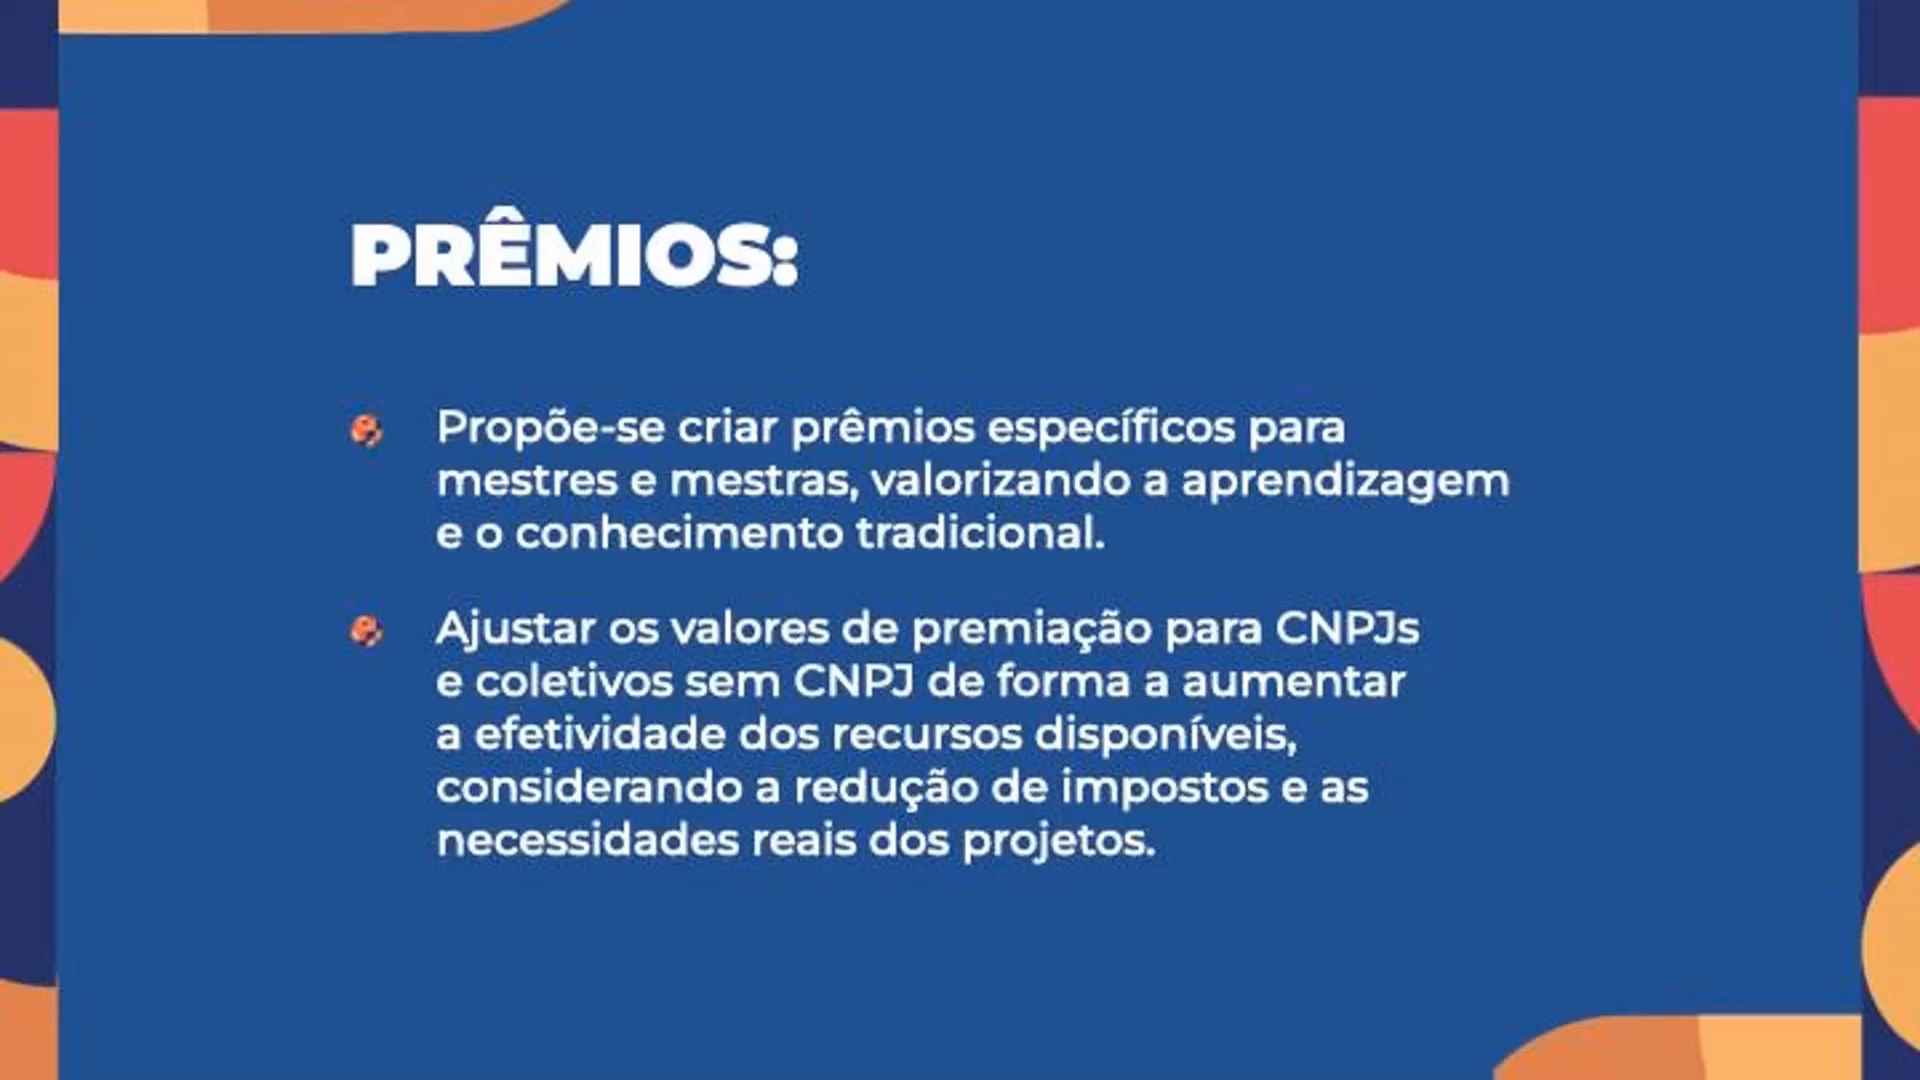 PRÊMIOS:
Propõe-se criar prêmios específicos para
mestres e mestras, valorizando a aprendizagem
e o conhecimento tradicional.
Ajustar os valores de premiação para CNPJs
e coletivos sem CNPJ de forma a aumentar
a efetividade dos recursos disponíveis,
considerando a redução de impostos e as
necessidades reais dos projetos.